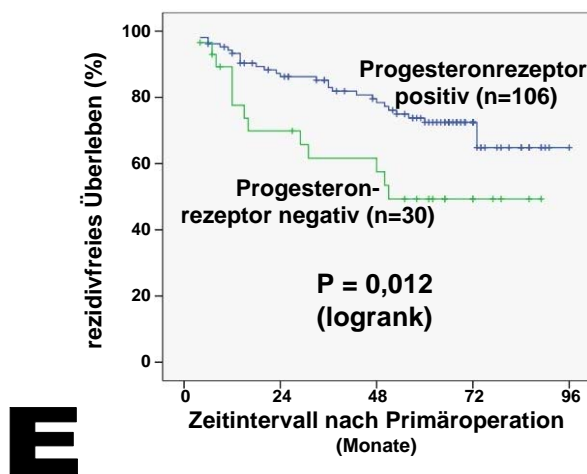 rezidivfreies Überleben (%)
100
80
60
40
20
0
Progesteronrezeptor
positiv (n=106)
Progesteron-
rezeptor negativ (n=30)
P = 0,012
(logrank)
0 24 48 72 96
Zeitintervall nach Primäroperation
(Monate)
E